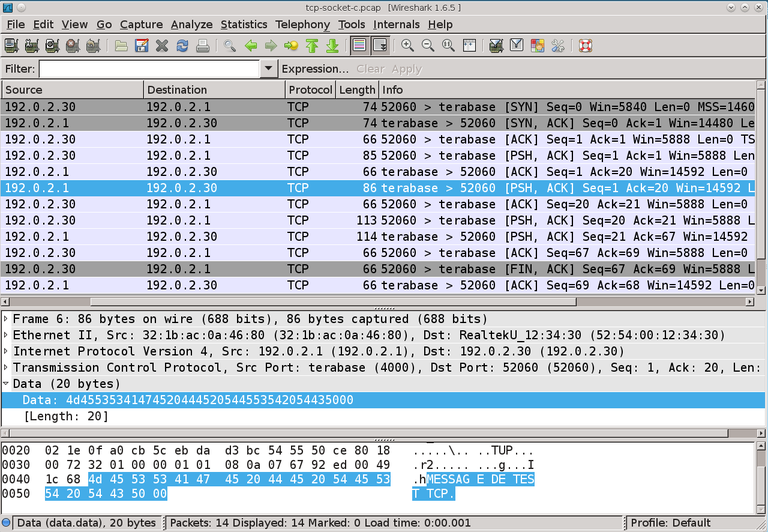 tcp-socket-c.pcap [Wireshark 1.6.5 ]
File Edit View Go Capture Analyze Statistics Telephony Tools Internals Help
Filter: Expression... Clear Apply
Source Destination Protocol Length Info
192.0.2.30 192.0.2.1 TCP 74 52060 > terabase [SYN] Seq=0 Win=5840 Len=0 MSS=1460
192.0.2.1 192.0.2.30 TCP 74 terabase > 52060 [SYN, ACK] Seq=0 Ack=1 Win=14480 Le
192.0.2.30 192.0.2.1 TCP 66 52060 > terabase [ACK] Seq=1 Ack=1 Win=5888 Len=0 TS
192.0.2.30 192.0.2.1 TCP 85 52060 > terabase [PSH, ACK] Seq=1 Ack=1 Win=5888 Len
192.0.2.1 192.0.2.30 TCP 66 terabase > 52060 [ACK] Seq=1 Ack=20 Win=14592 Len=0
192.0.2.1 192.0.2.30 TCP 86 terabase > 52060 [PSH, ACK] Seq=1 Ack=20 Win=14592 L
192.0.2.30 192.0.2.1 TCP 66 52060 > terabase [ACK] Seq=20 Ack=21 Win=5888 Len=0
192.0.2.30 192.0.2.1 TCP 113 52060 > terabase [PSH, ACK] Seq=20 Ack=21 Win=5888 L
192.0.2.1 192.0.2.30 TCP 114 terabase > 52060 [PSH, ACK] Seq=21 Ack=67 Win=14592
192.0.2.30 192.0.2.1 TCP 66 52060 > terabase [ACK] Seq=67 Ack=69 Win=5888 Len=0
192.0.2.30 192.0.2.1 TCP 66 52060 > terabase [FIN, ACK] Seq=67 Ack=69 Win=5888 L
192.0.2.1 192.0.2.30 TCP 66 terabase > 52060 [ACK] Seq=69 Ack=68 Win=14592 Len=0
Frame 6: 86 bytes on wire (688 bits), 86 bytes captured (688 bits)
Ethernet II, Src: 32:1b:ac:0a:46:80 (32:1b:ac:0a:46:80), Dst: RealtekU_12:34:30 (52:54:00:12:34:30)
Internet Protocol Version 4, Src: 192.0.2.1 (192.0.2.1), Dst: 192.0.2.30 (192.0.2.30)
Transmission Control Protocol, Src Port: terabase (4000), Dst Port: 52060 (52060), Seq: 1, Ack: 20, Len:
Data (20 bytes)
Data: 4d45535341474520444520544553542054435000
[Length: 20]
0020 02 1e 0f a0 cb 5c eb da d3 bc 54 55 50 ce 80 18 .....\.. ..TUP...
0030 00 72 32 01 00 00 01 01 08 0a 07 67 92 ed 00 49 .r2..... ...g...I
0040 1c 68 4d 45 53 53 41 47 45 20 44 45 20 54 45 53 .hMESSAG E DE TES
0050 54 20 54 43 50 00 T TCP.
Data (data.data), 20 bytes Packets: 14 Displayed: 14 Marked: 0 Load time: 0:00.001 Profile: Default